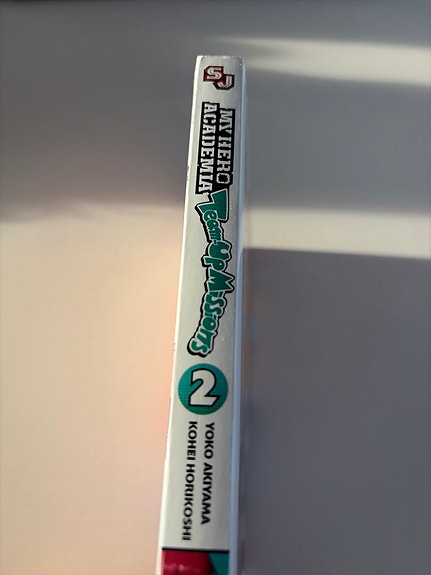 SJ
MY HERO
ACADEMIA
Team-Up Missions
2
YOKO AKIYAMA
KOHEI HORIKOSHI